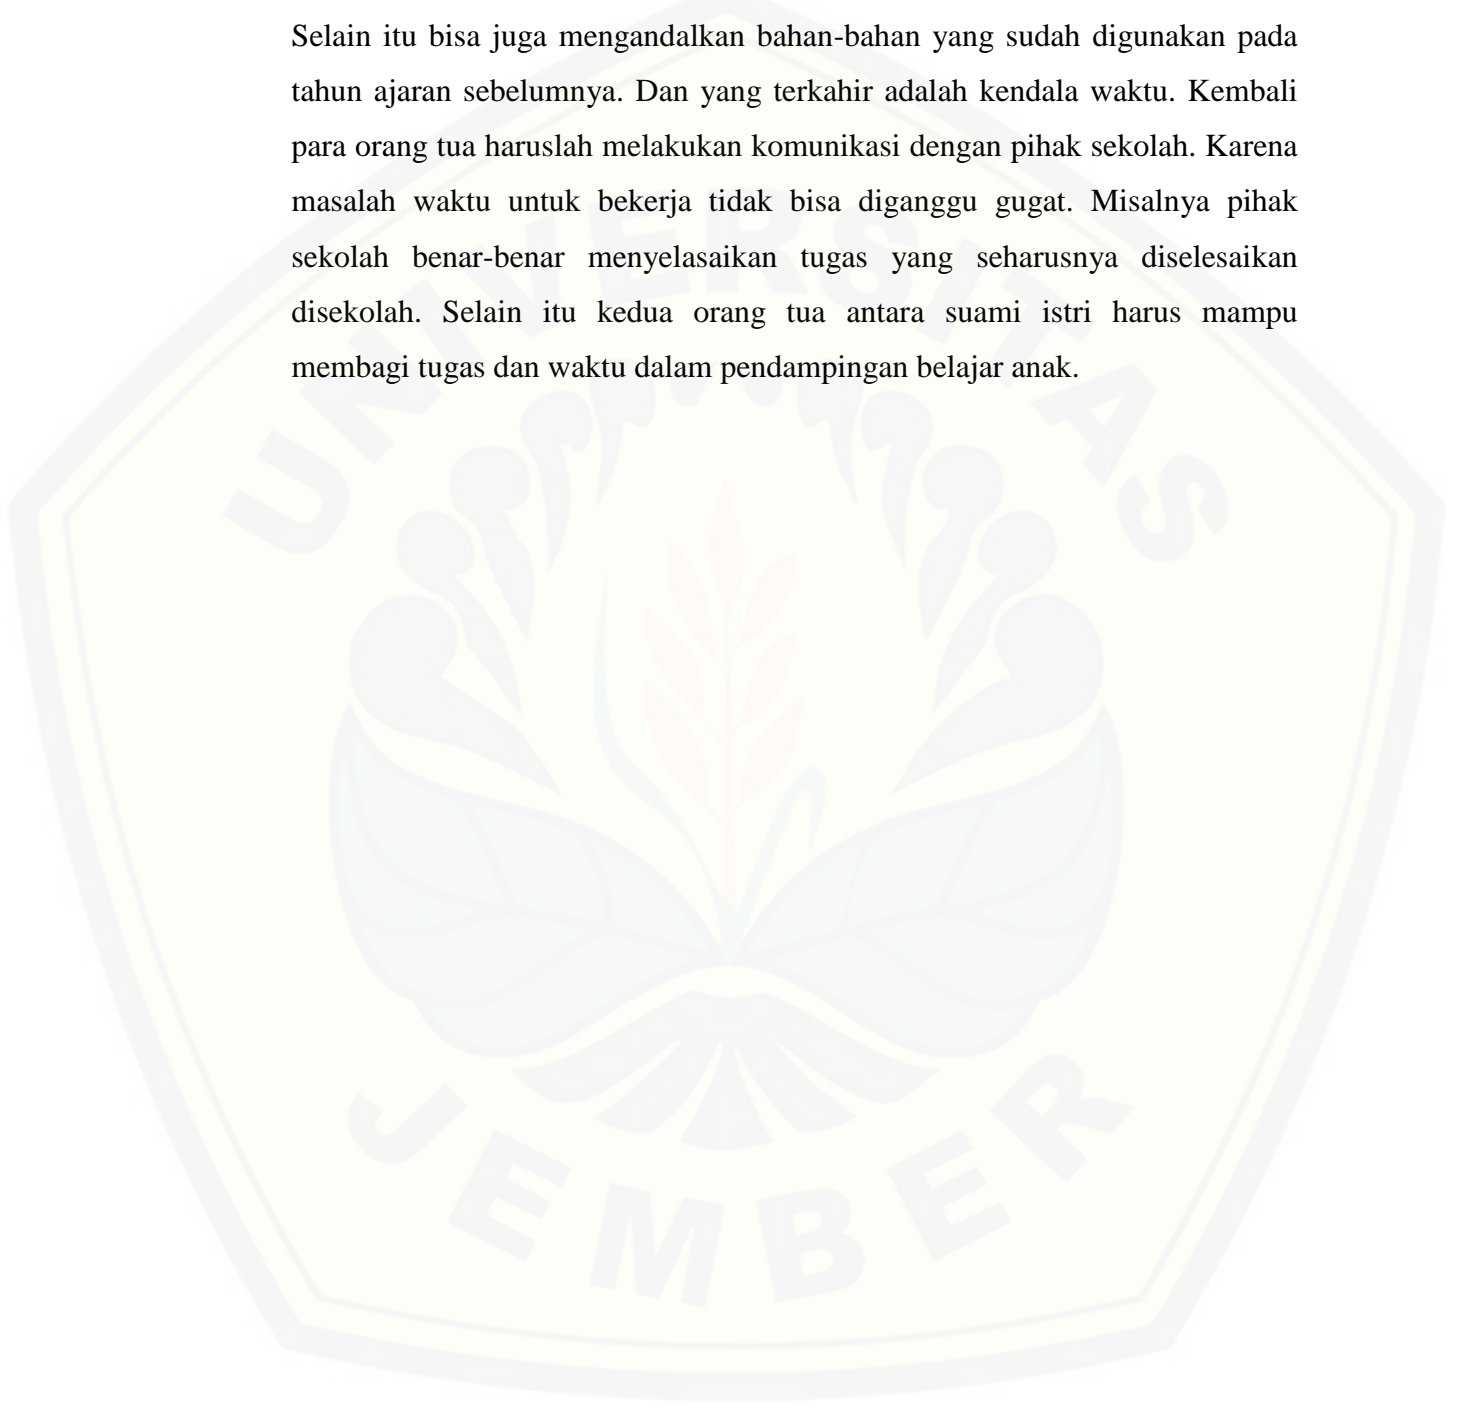 Selain itu bisa juga mengandalkan bahan-bahan yang sudah digunakan pada
tahun ajaran sebelumnya. Dan yang terkahir adalah kendala waktu. Kembali
para orang tua haruslah melakukan komunikasi dengan pihak sekolah. Karena
masalah waktu untuk bekerja tidak bisa diganggu gugat. Misalnya pihak
sekolah benar-benar menyelasaikan tugas yang seharusnya diselesaikan
disekolah. Selain itu kedua orang tua antara suami istri harus mampu
membagi tugas dan waktu dalam pendampingan belajar anak.
UNIVERSITAS
JEMBER